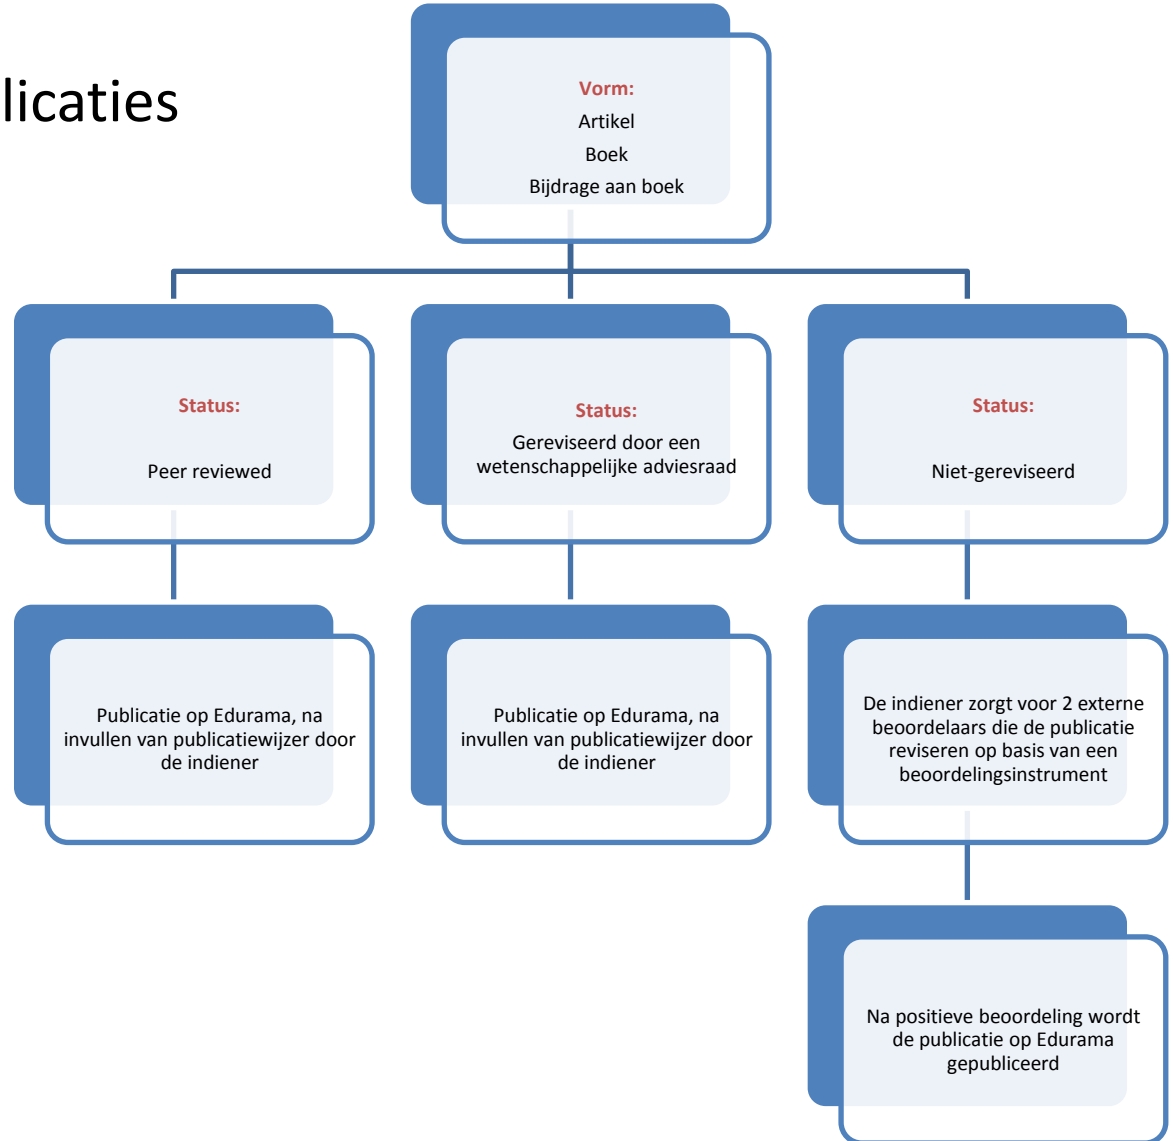 licaties
Vorm:
Artikel
Boek
Bijdrage aan boek
Status:
Peer reviewed
Status:
Gereviseerd door een
wetenschappelijke adviesraad
Status:
Niet-gereviseerd
Publicatie op Edurama, na
invullen van publicatiewijzer door
de indiener
Publicatie op Edurama, na
invullen van publicatiewijzer door
de indiener
De indiener zorgt voor 2 externe
beoordelaars die de publicatie
reviseren op basis van een
beoordelingsinstrument
Na positieve beoordeling wordt
de publicatie op Edurama
gepubliceerd